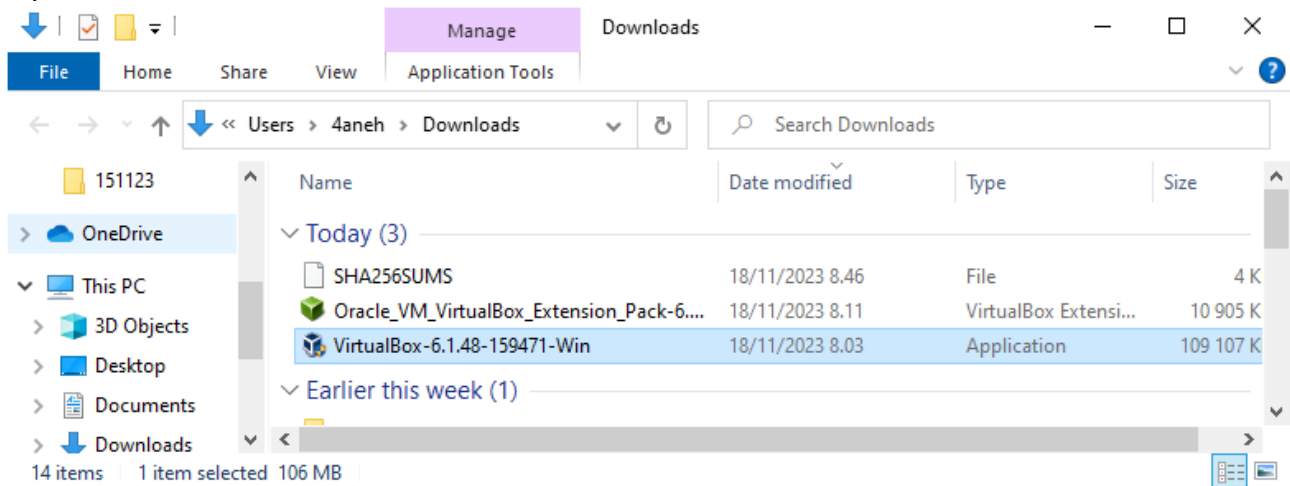 Manage Downloads
File Home Share View Application Tools
« Users › 4aneh › Downloads Search Downloads
151123 Name Date modified Type Size
OneDrive Today (3)
This PC SHA256SUMS 18/11/2023 8.46 File 4 K
3D Objects Oracle_VM_VirtualBox_Extension_Pack-6.... 18/11/2023 8.11 VirtualBox Extensi... 10 905 K
Desktop VirtualBox-6.1.48-159471-Win 18/11/2023 8.03 Application 109 107 K
Documents Earlier this week (1)
Downloads
14 items 1 item selected 106 MB